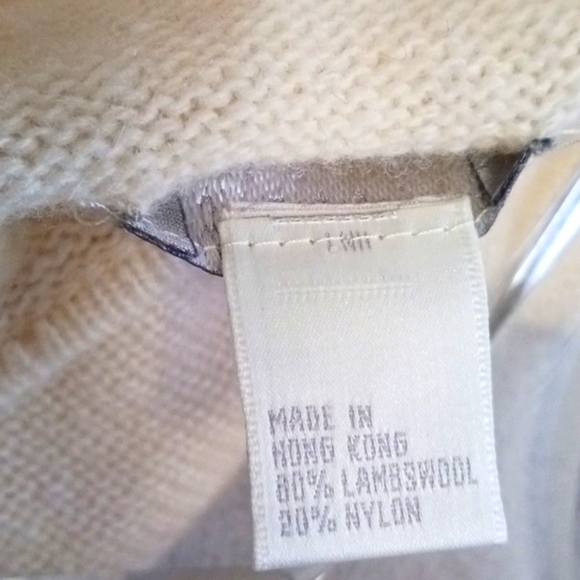 MADE IN
HONG KONG
80% LAMBSWOOL
20% NYLON